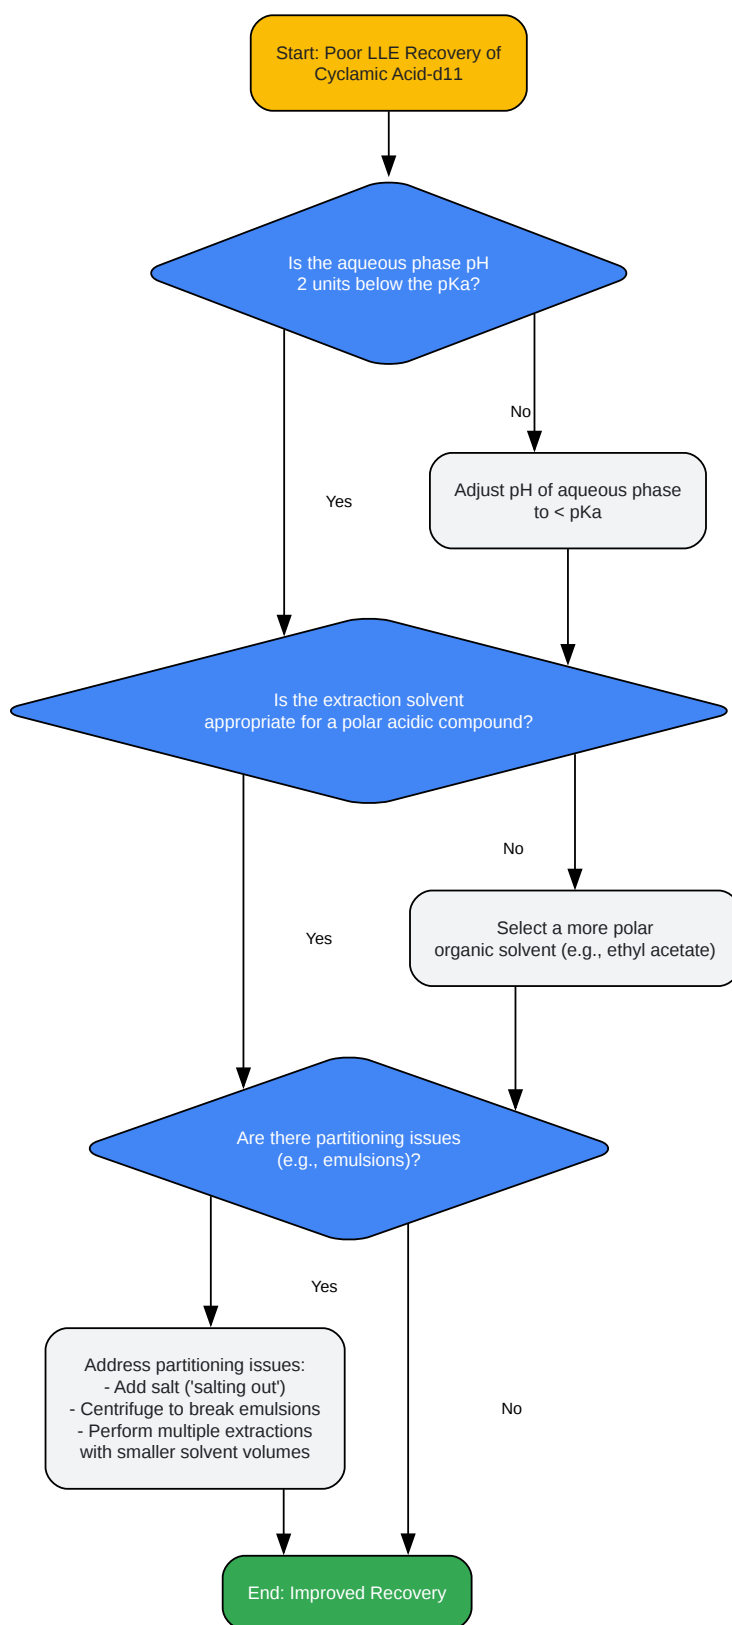 Start: Poor LLE Recovery of
Cyclamic Acid-d11
Is the aqueous phase pH
2 units below the pKa?
No
Adjust pH of aqueous phase
to < pKa
Yes
Is the extraction solvent
appropriate for a polar acidic compound?
No
Select a more polar
organic solvent (e.g., ethyl acetate)
Yes
Are there partitioning issues
(e.g., emulsions)?
Yes
Address partitioning issues:
- Add salt ('salting out')
- Centrifuge to break emulsions
- Perform multiple extractions
with smaller solvent volumes
No
End: Improved Recovery